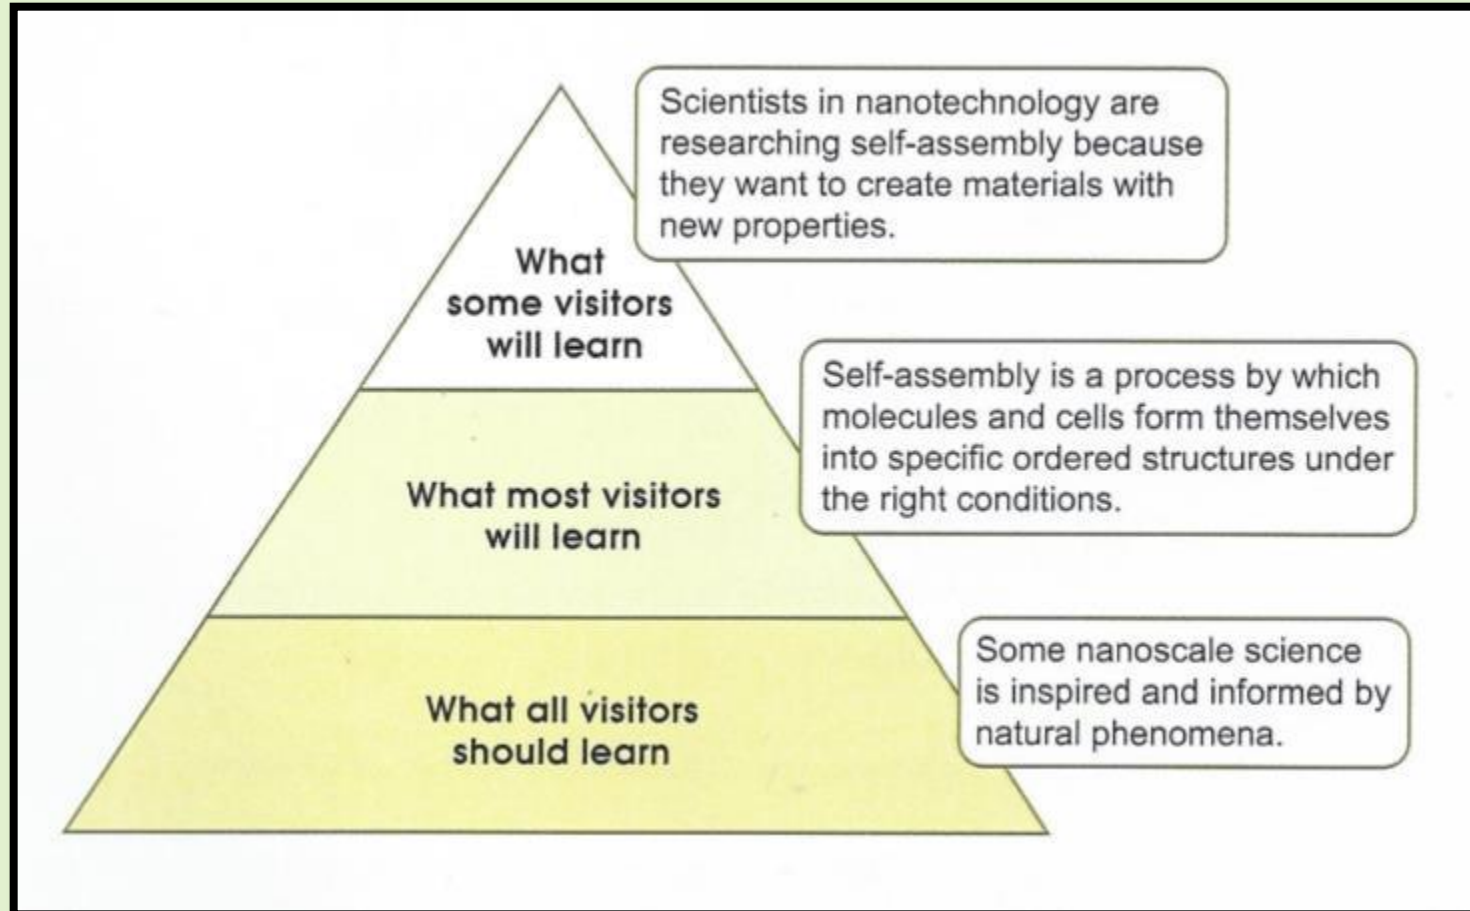 Scientists in nanotechnology are
researching self-assembly because
they want to create materials with
new properties.
What
some visitors
will learn
Self-assembly is a process by which
molecules and cells form themselves
into specific ordered structures under
the right conditions.
What most visitors
will learn
Some nanoscale science
is inspired and informed by
natural phenomena.
What all visitors
should learn